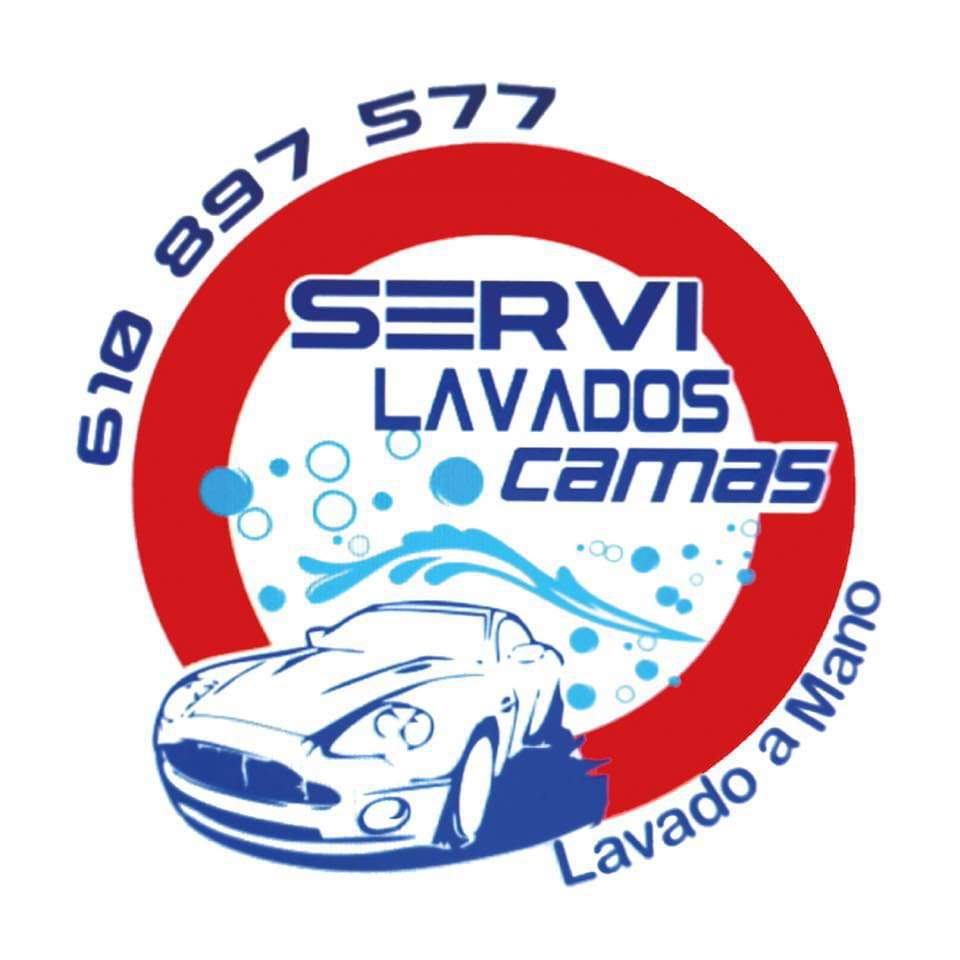 610 897 577
SERVI
LAVADOS
Camas
Lavado a Mano